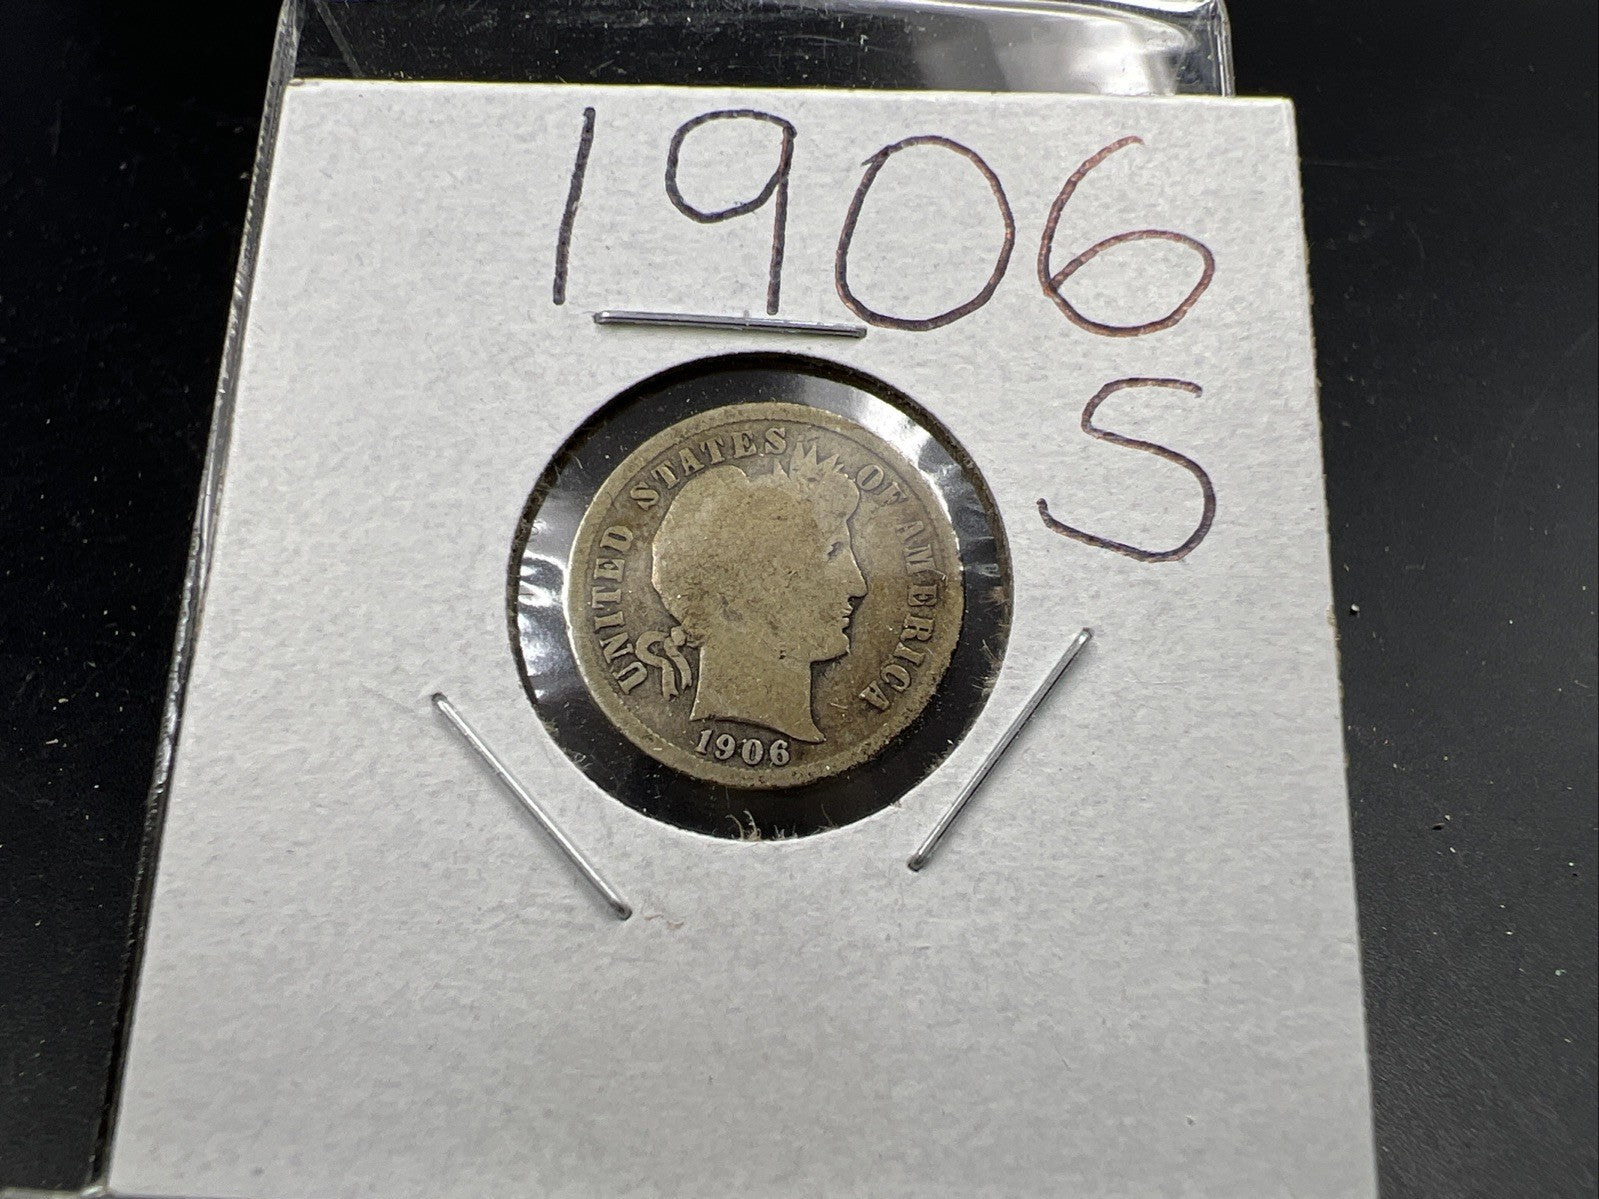 1906
S
UNITED STATES OF AMERICA
1906